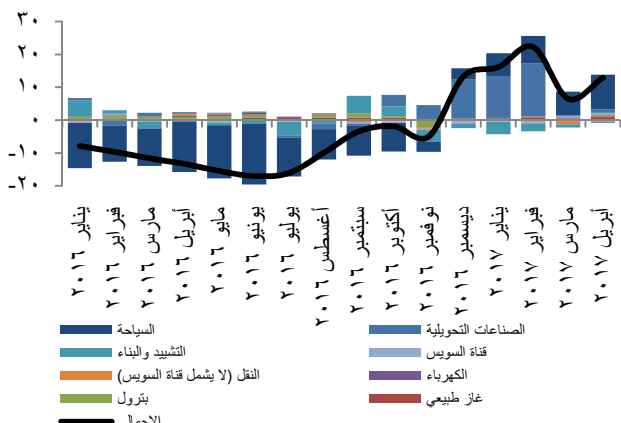 ٣٠
٢٠
١٠
٠
-١٠
-٢٠
يناير ٢٠١٦
فبراير ٢٠١٦
مارس ٢٠١٦
أبريل ٢٠١٦
مايو ٢٠١٦
يونيو ٢٠١٦
يوليو ٢٠١٦
أغسطس ٢٠١٦
سبتمبر ٢٠١٦
أكتوبر ٢٠١٦
نوفمبر ٢٠١٦
ديسمبر ٢٠١٦
يناير ٢٠١٧
فبراير ٢٠١٧
مارس ٢٠١٧
أبريل ٢٠١٧
الصناعات التحويلية السياحة
قناة السويس التشييد والبناء
الكهرباء النقل (لا يشمل قناة السويس)
غاز طبيعي بترول